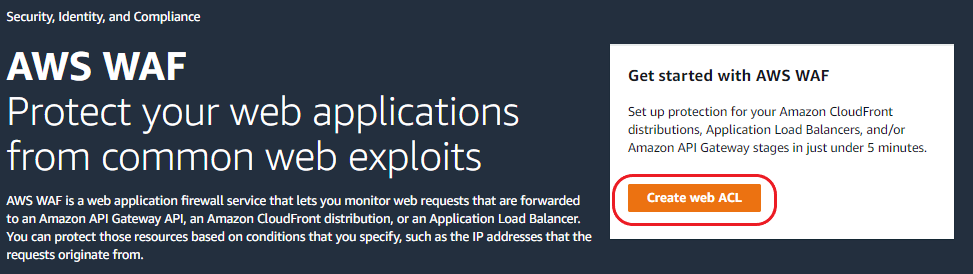 Security, Identity, and Compliance
AWS WAF
Protect your web applications
from common web exploits
AWS WAF is a web application firewall service that lets you monitor web requests that are forwarded
to an Amazon API Gateway API, an Amazon CloudFront distribution, or an Application Load Balancer.
You can protect those resources based on conditions that you specify, such as the IP addresses that the
requests originate from.
Get started with AWS WAF
Set up protection for your Amazon CloudFront
distributions, Application Load Balancers, and/or
Amazon API Gateway stages in just under 5 minutes.
Create web ACL